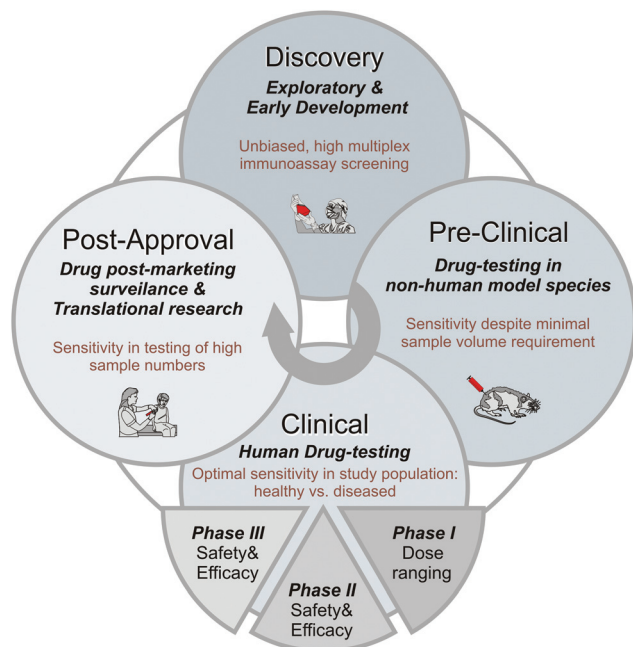 Discovery
Exploratory &
Early Development
Unbiased, high multiplex
immunoassay screening
Post-Approval
Drug post-marketing
surveilance &
Translational research
Sensitivity in testing of high
sample numbers
Pre-Clinical
Drug-testing in
non-human model species
Sensitivity despite minimal
sample volume requirement
Clinical
Human Drug-testing
Optimal sensitivity in study population:
healthy vs. diseased
Phase III
Safety&
Efficacy
Phase II
Safety&
Efficacy
Phase I
Dose
ranging